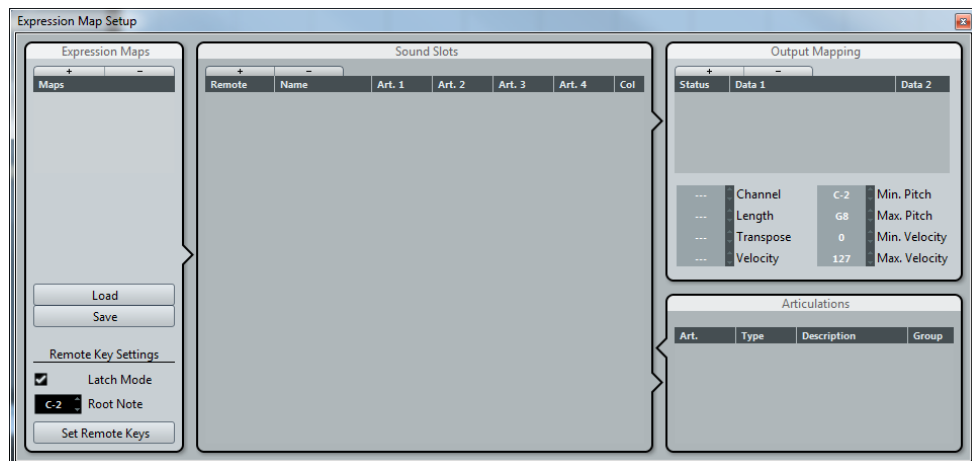 Expression Map Setup
Expression Maps
+ -
Maps
Load
Save
Remote Key Settings
Latch Mode
C-2 Root Note
Set Remote Keys
Sound Slots
+ -
Remote Name Art. 1 Art. 2 Art. 3 Art. 4 Col
Output Mapping
+ -
Status Data 1 Data 2
--- Channel C-2 Min. Pitch
--- Length G8 Max. Pitch
--- Transpose 0 Min. Velocity
--- Velocity 127 Max. Velocity
Articulations
Art. Type Description Group